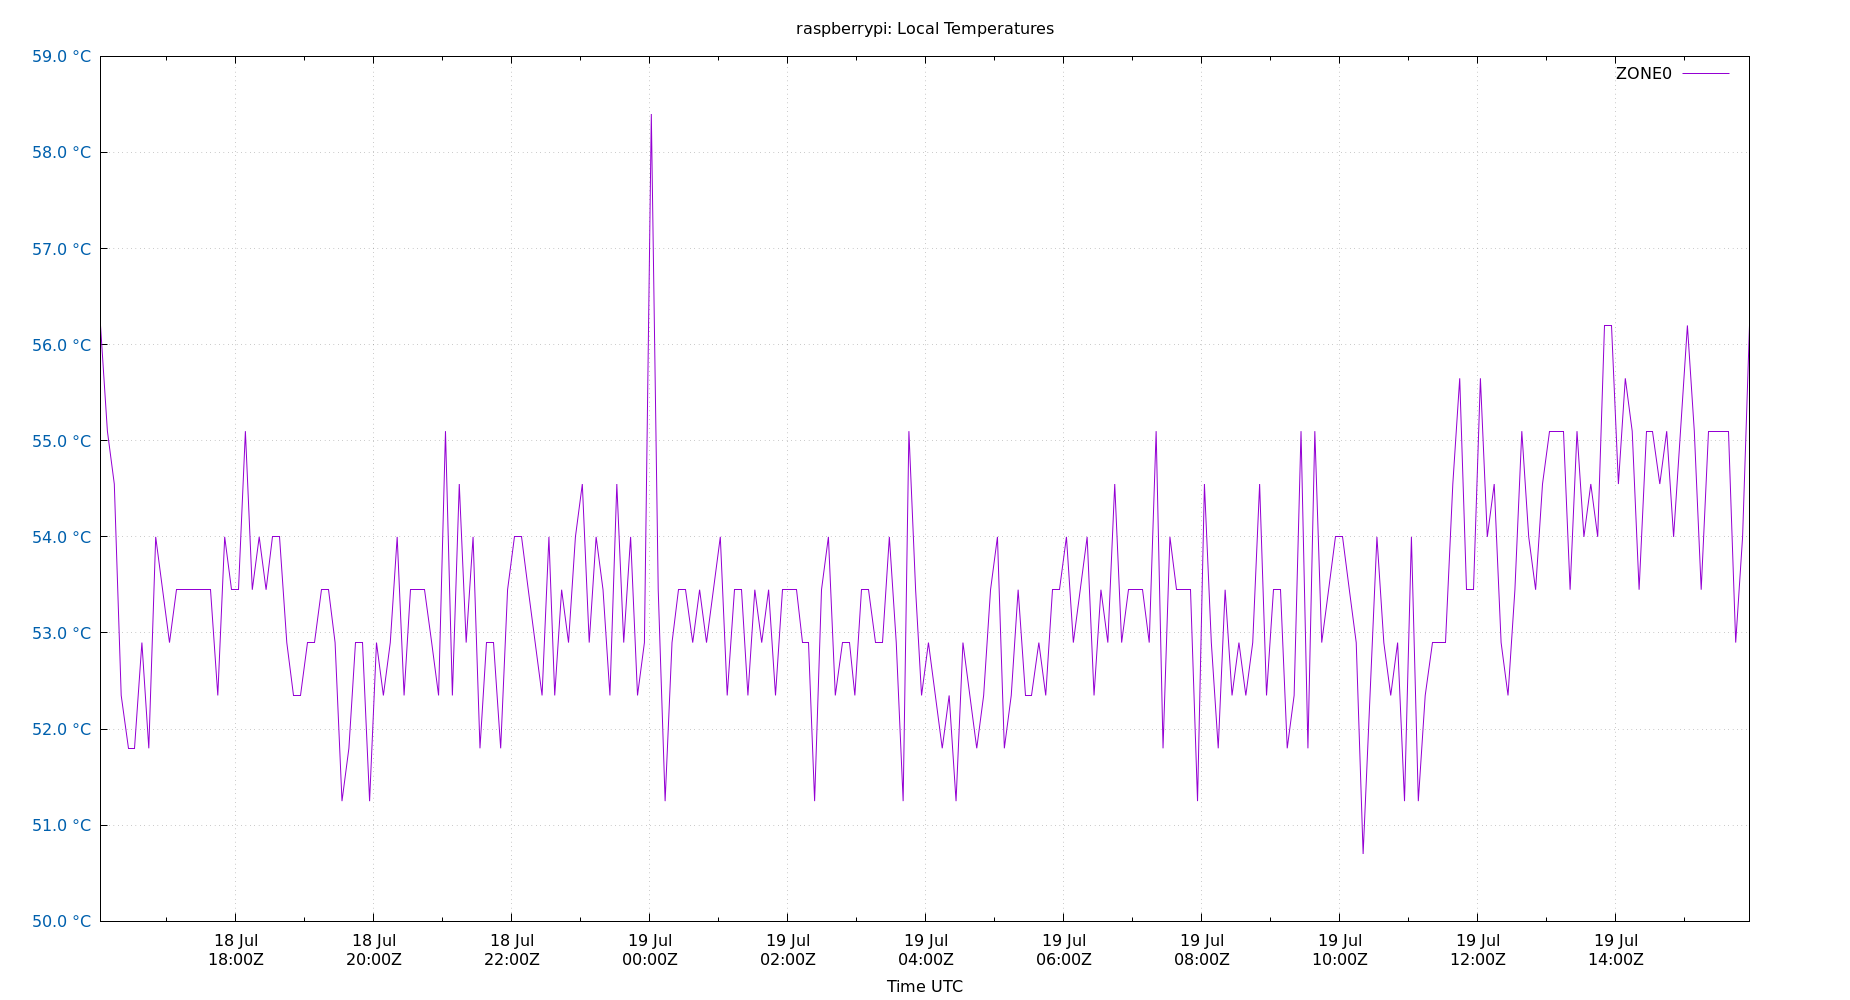 raspberrypi: Local Temperatures
59.0 °C
ZONE0
58.0 °C
57.0 °C
56.0 °C
55.0 °C
54.0 °C
53.0 °C
52.0 °C
51.0 °C
50.0 °C
18 Jul 18 Jul 18 Jul 19 Jul 19 Jul 19 Jul 19 Jul 19 Jul 19 Jul 19 Jul 19 Jul
18:00Z 20:00Z 22:00Z 00:00Z 02:00Z 04:00Z 06:00Z 08:00Z 10:00Z 12:00Z 14:00Z
Time UTC